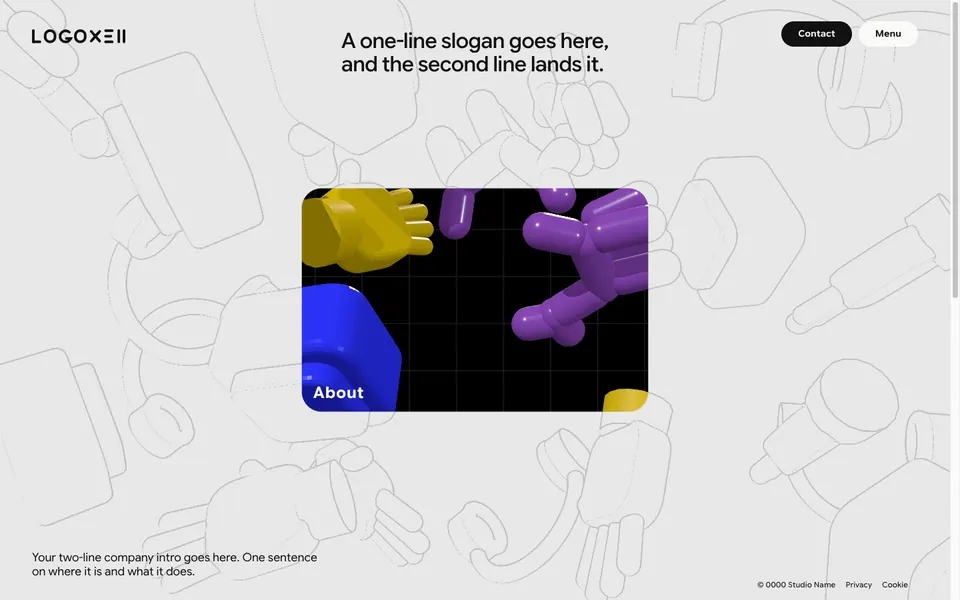 LOGOXEII
A one-line slogan goes here,
and the second line lands it.
Contact
Menu
About
Your two-line company intro goes here. One sentence
on where it is and what it does.
© 0000 Studio Name
Privacy
Cookie